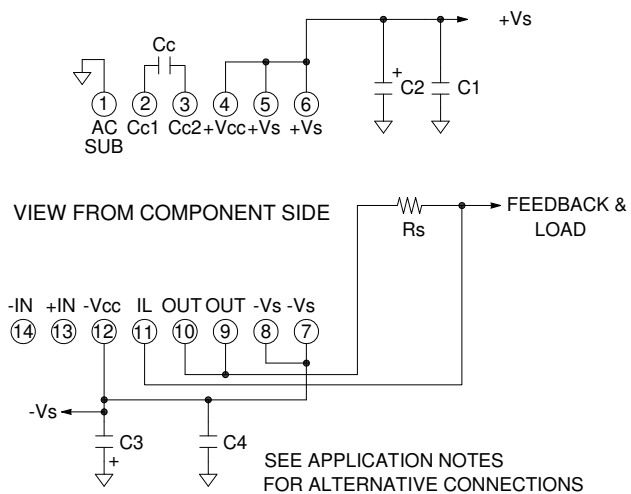 +Vs
Cc
+ C2 C1
1 2 3 4 5 6
AC Cc1 Cc2 +Vcc +Vs +Vs
SUB
VIEW FROM COMPONENT SIDE
Rs
FEEDBACK &
LOAD
-IN +IN -Vcc IL OUT OUT -Vs -Vs
14 13 12 11 10 9 8 7
-Vs
C3 C4
+
SEE APPLICATION NOTES
FOR ALTERNATIVE CONNECTIONS